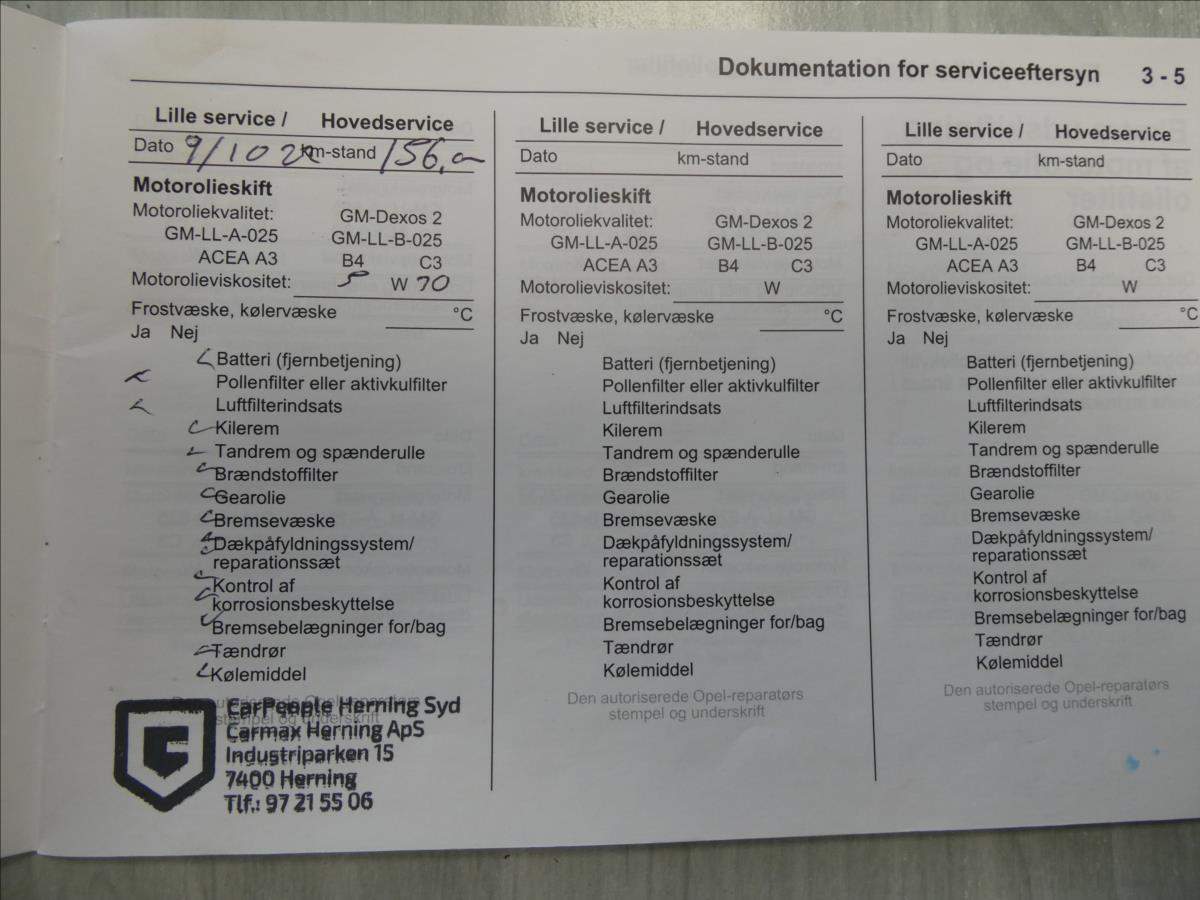 Dokumentation for serviceeftersyn 3 - 5
Lille service / Hovedservice
Dato 9/10 km-stand 156,
Motorolieskift
Motoroliekvalitet: GM-Dexos 2
GM-LL-A-025 GM-LL-B-025
ACEA A3 B4 C3
Motorolieviskositet: 5 W
Frostvæske, kølervæske °C
Ja Nej
Batteri (fjernbetjening)
Pollenfilter eller aktivkulfilter
Luftfilterindsats
Kilerem
Tandrem og spænderulle
Brændstoffilter
Gearolie
Bremsevæske
Dækpåfyldningssystem/
reparationssæt
Kontrol af
korrosionsbeskyttelse
Bremsebelægninger for/bag
Tændrør
Kølemiddel
Den autoriserede Opel-reparatørs
stempel og underskrift
CarPeople Herning Syd
Carmax Herning ApS
Industriparken 15
7400 Herning
Tlf.: 97 21 55 06
Lille service / Hovedservice
Dato km-stand
Motorolieskift
Motoroliekvalitet: GM-Dexos 2
GM-LL-A-025 GM-LL-B-025
ACEA A3 B4 C3
Motorolieviskositet: W
Frostvæske, kølervæske °C
Ja Nej
Batteri (fjernbetjening)
Pollenfilter eller aktivkulfilter
Luftfilterindsats
Kilerem
Tandrem og spænderulle
Brændstoffilter
Gearolie
Bremsevæske
Dækpåfyldningssystem/
reparationssæt
Kontrol af
korrosionsbeskyttelse
Bremsebelægninger for/bag
Tændrør
Kølemiddel
Den autoriserede Opel-reparatørs
stempel og underskrift
Lille service / Hovedservice
Dato km-stand
Motorolieskift
Motoroliekvalitet: GM-Dexos 2
GM-LL-A-025 GM-LL-B-025
ACEA A3 B4 C3
Motorolieviskositet: W
Frostvæske, kølervæske °C
Ja Nej
Batteri (fjernbetjening)
Pollenfilter eller aktivkulfilter
Luftfilterindsats
Kilerem
Tandrem og spænderulle
Brændstoffilter
Gearolie
Bremsevæske
Dækpåfyldningssystem/
reparationssæt
Kontrol af
korrosionsbeskyttelse
Bremsebelægninger for/bag
Tændrør
Kølemiddel
Den autoriserede Opel-reparatørs
stempel og underskrift